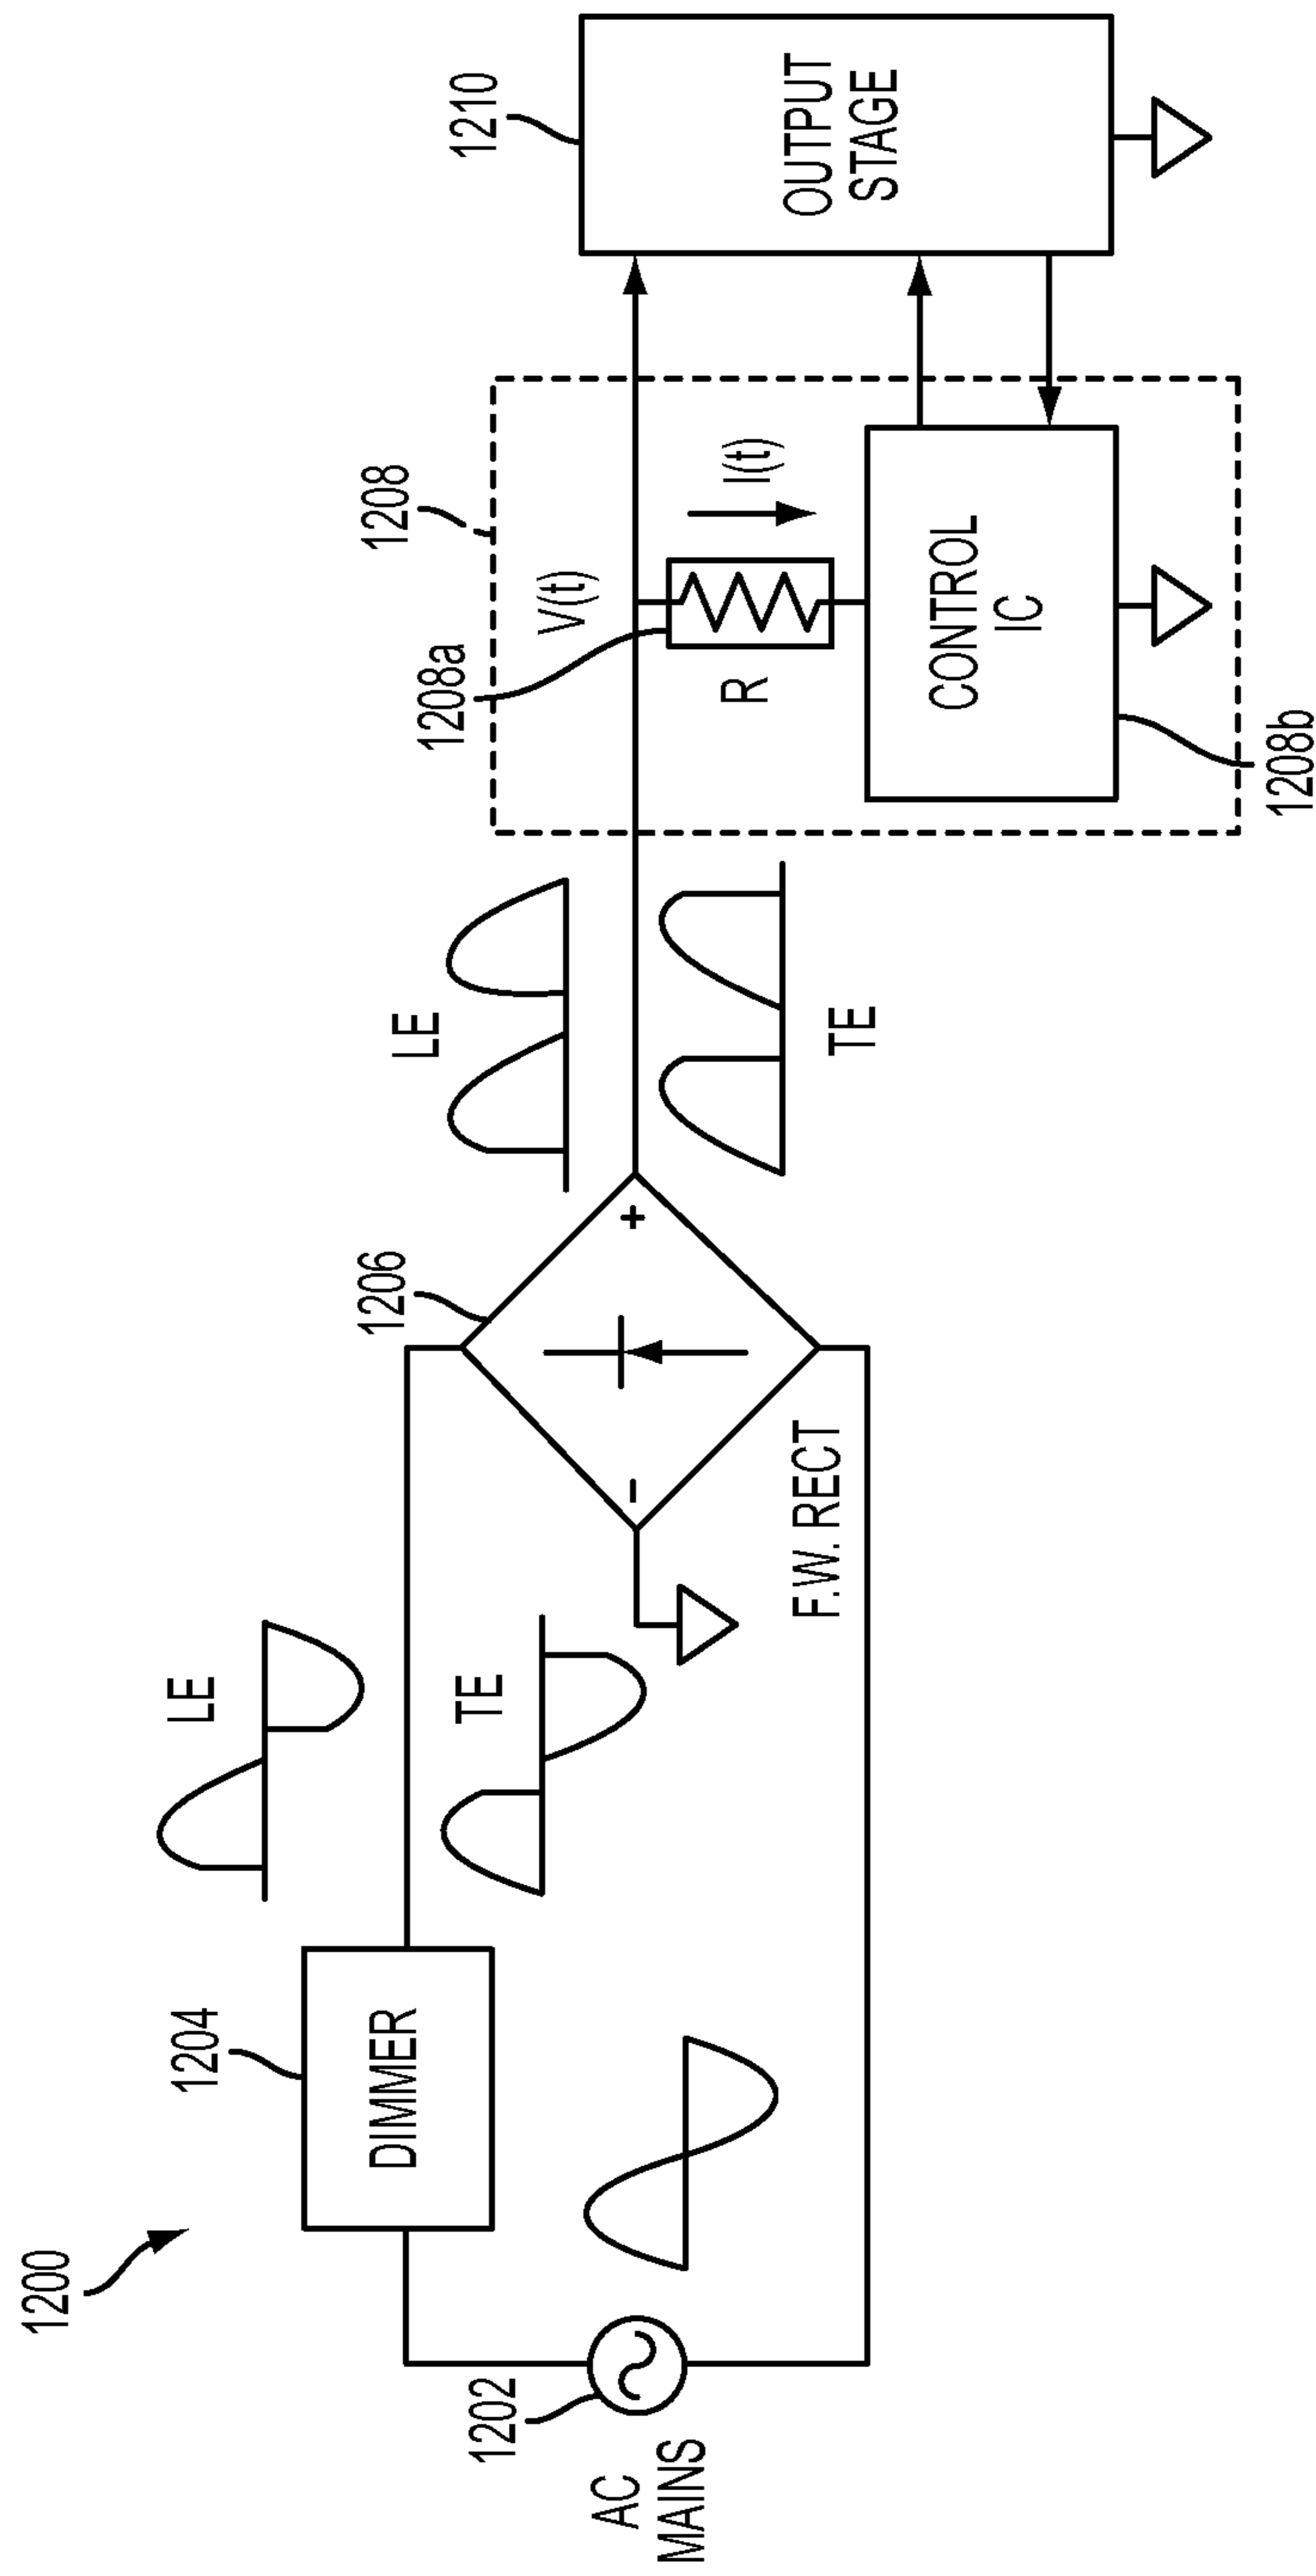 1200
1202
AC
MAINS
1204
DIMMER
LE
TE
1206
+
-
F.W. RECT
LE
TE
1208
1208a
V(t)
R
I(t)
CONTROL
IC
1208b
1210
OUTPUT
STAGE